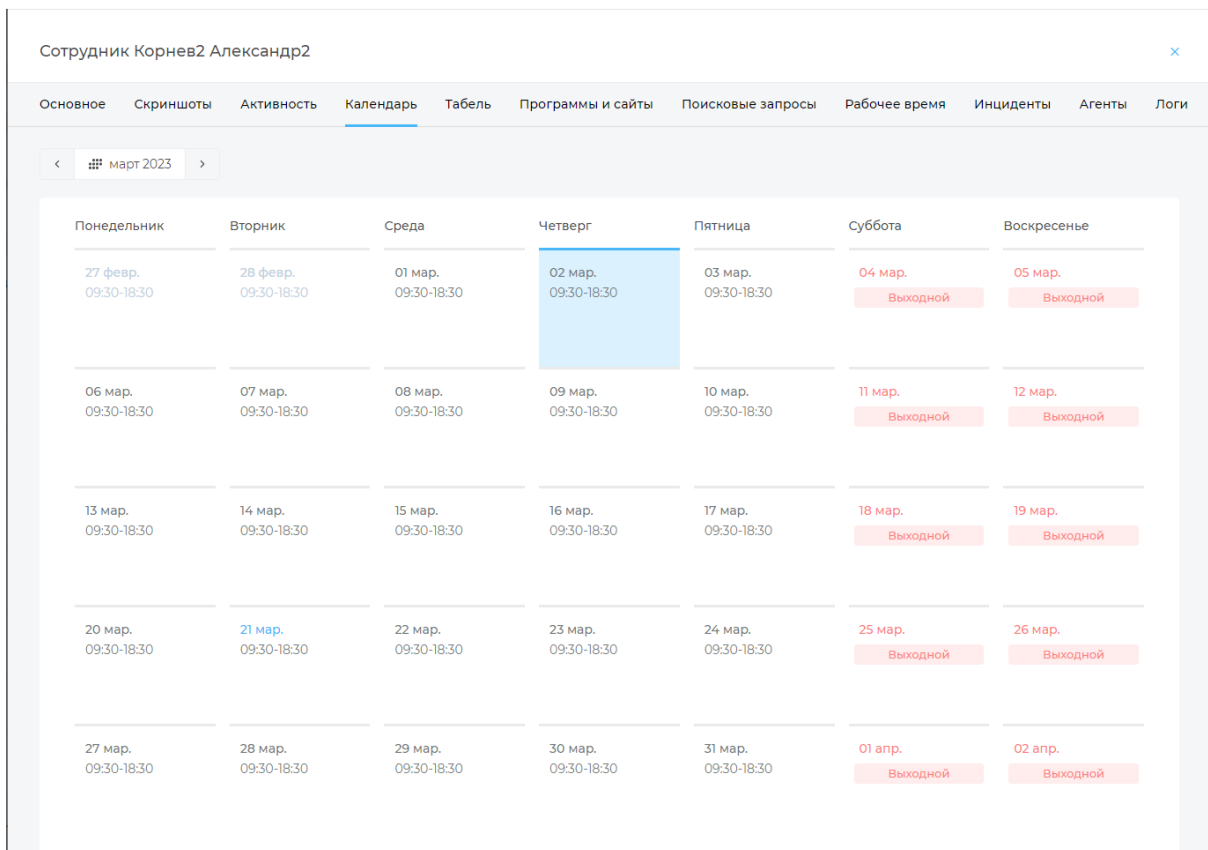 Сотрудник Корнев2 Александр2
×
Основное Скриншоты Активность Календарь Табель Программы и сайты Поисковые запросы Рабочее время Инциденты Агенты Логи
‹ март 2023 ›
Понедельник Вторник Среда Четверг Пятница Суббота Воскресенье
27 февр. 28 февр. 01 мар. 02 мар. 03 мар. 04 мар. 05 мар.
09:30-18:30 09:30-18:30 09:30-18:30 09:30-18:30 09:30-18:30 Выходной Выходной
06 мар. 07 мар. 08 мар. 09 мар. 10 мар. 11 мар. 12 мар.
09:30-18:30 09:30-18:30 09:30-18:30 09:30-18:30 09:30-18:30 Выходной Выходной
13 мар. 14 мар. 15 мар. 16 мар. 17 мар. 18 мар. 19 мар.
09:30-18:30 09:30-18:30 09:30-18:30 09:30-18:30 09:30-18:30 Выходной Выходной
20 мар. 21 мар. 22 мар. 23 мар. 24 мар. 25 мар. 26 мар.
09:30-18:30 09:30-18:30 09:30-18:30 09:30-18:30 09:30-18:30 Выходной Выходной
27 мар. 28 мар. 29 мар. 30 мар. 31 мар. 01 апр. 02 апр.
09:30-18:30 09:30-18:30 09:30-18:30 09:30-18:30 09:30-18:30 Выходной Выходной